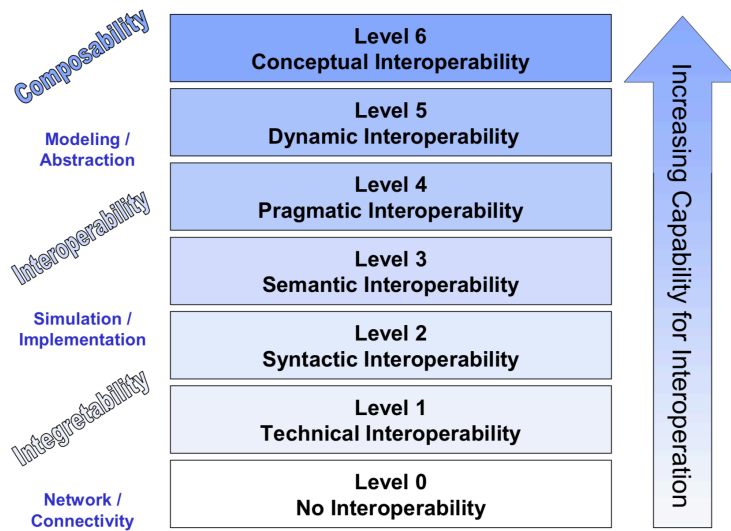 Composability
Level 6
Conceptual Interoperability
Modeling /
Abstraction
Level 5
Dynamic Interoperability
Interoperability
Level 4
Pragmatic Interoperability
Level 3
Semantic Interoperability
Simulation /
Implementation
Level 2
Syntactic Interoperability
Integretability
Level 1
Technical Interoperability
Network /
Connectivity
Level 0
No Interoperability
Increasing Capability for Interoperation